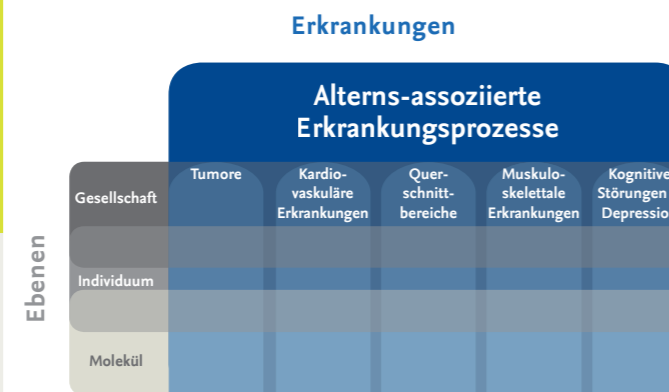 Erkrankungen
Alterns-assoziierte
Erkrankungsprozesse
Tumore
Kardio-
vaskuläre
Erkrankungen
Quer-
schnitt-
bereiche
Muskulo-
skelettale
Erkrankungen
Kognitive
Störungen
Depressio
Ebenen
Gesellschaft
Individuum
Molekül